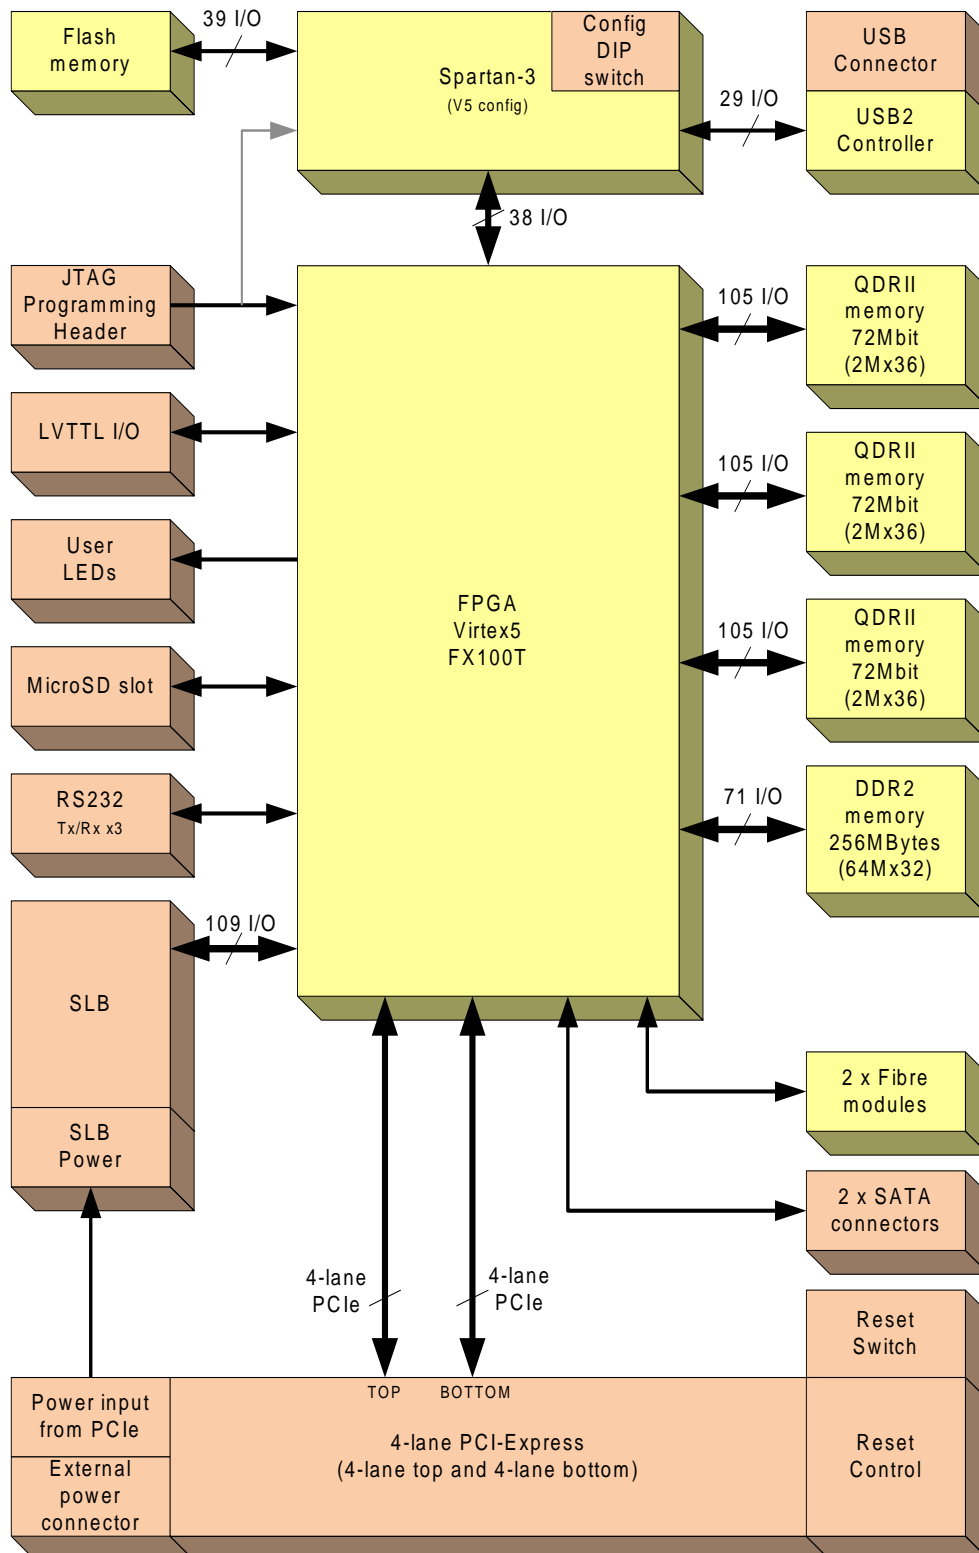 39 I/O
Flash
memory
Spartan-3
(V5 config)
Config
DIP
switch
USB
Connector
29 I/O
USB2
Controller
38 I/O
JTAG
Programming
Header
105 I/O
QDRII
memory
72Mbit
(2Mx36)
LVTTL I/O
105 I/O
QDRII
memory
72Mbit
(2Mx36)
User
LEDs
FPGA
Virtex5
FX100T
105 I/O
QDRII
memory
72Mbit
(2Mx36)
MicroSD slot
RS232
Tx/Rx x3
71 I/O
DDR2
memory
256MBytes
(64Mx32)
109 I/O
SLB
SLB
Power
2 x Fibre
modules
2 x SATA
connectors
4-lane
PCIe
4-lane
PCIe
Reset
Switch
TOP
BOTTOM
Power input
from PCIe
4-lane PCI-Express
(4-lane top and 4-lane bottom)
Reset
Control
External
power
connector